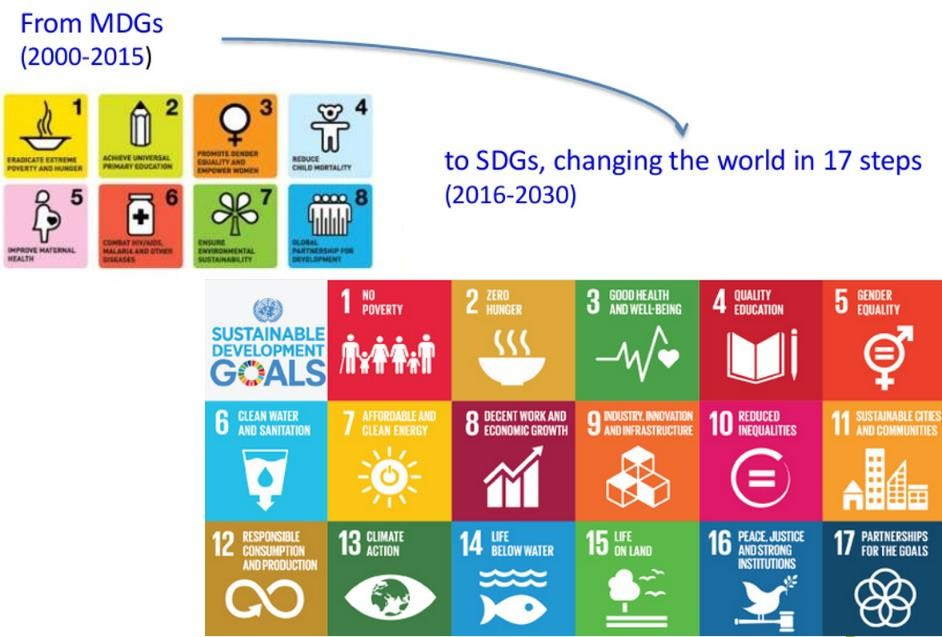 From MDGs
(2000-2015)
1
ERADICATE EXTREME
POVERTY AND HUNGER
2
ACHIEVE UNIVERSAL
PRIMARY EDUCATION
3
PROMOTE GENDER
EQUALITY AND
EMPOWER WOMEN
4
REDUCE
CHILD MORTALITY
5
IMPROVE MATERNAL
HEALTH
6
COMBAT HIV/AIDS,
MALARIA AND OTHER
DISEASES
7
ENSURE
ENVIRONMENTAL
SUSTAINABILITY
8
GLOBAL
PARTNERSHIP FOR
DEVELOPMENT
to SDGs, changing the world in 17 steps
(2016-2030)
SUSTAINABLE
DEVELOPMENT
GOALS
1 NO
POVERTY
2 ZERO
HUNGER
3 GOOD HEALTH
AND WELL-BEING
4 QUALITY
EDUCATION
5 GENDER
EQUALITY
6 CLEAN WATER
AND SANITATION
7 AFFORDABLE AND
CLEAN ENERGY
8 DECENT WORK AND
ECONOMIC GROWTH
9 INDUSTRY, INNOVATION
AND INFRASTRUCTURE
10 REDUCED
INEQUALITIES
11 SUSTAINABLE CITIES
AND COMMUNITIES
12 RESPONSIBLE
CONSUMPTION
AND PRODUCTION
13 CLIMATE
ACTION
14 LIFE
BELOW WATER
15 LIFE
ON LAND
16 PEACE, JUSTICE
AND STRONG
INSTITUTIONS
17 PARTNERSHIPS
FOR THE GOALS